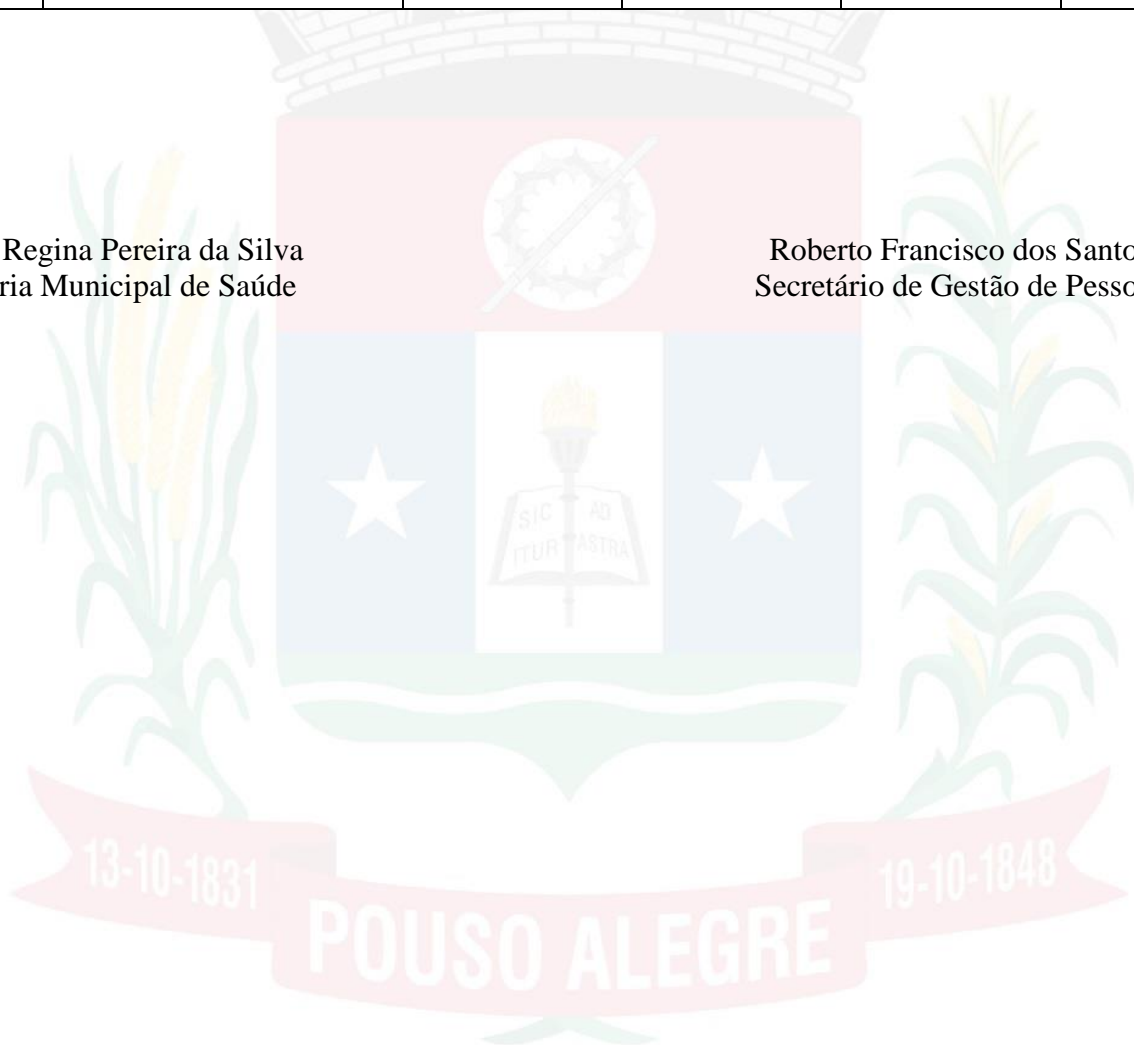 Regina Pereira da Silva
ria Municipal de Saúde
Roberto Francisco dos Santo
Secretário de Gestão de Pesso
SIC AD
ITUR ASTRA
13-10-1831
19-10-1848
POUSO ALEGRE